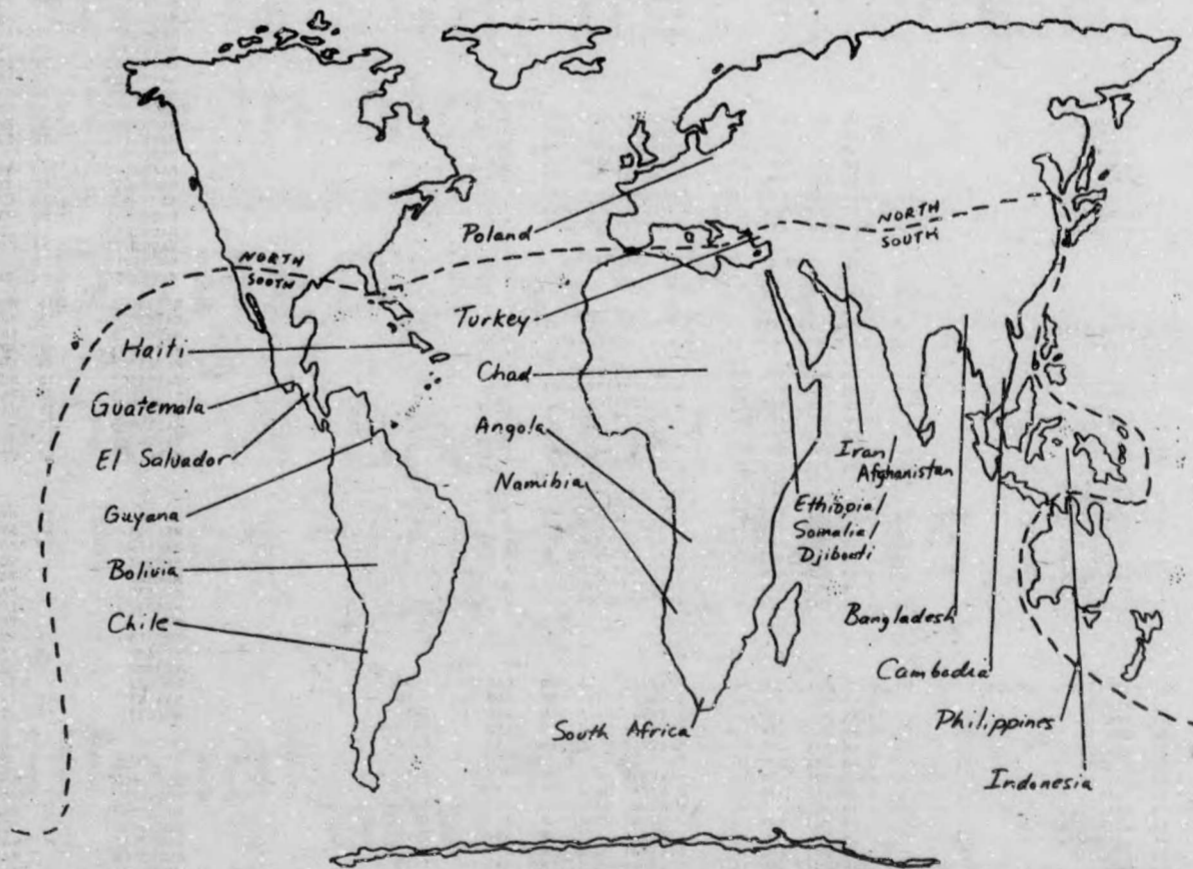 NORTH
SOUTH
NORTH
SOUTH
Poland
Turkey
Haiti
Chad
Guatemala
Angola
El Salvador
Iran/
Afghanistan
Namibia
Guyana
Ethiopia/
Somalia/
Djibouti
Bolivia
Chile
Bangladesh
Cambodia
South Africa
Philippines
Indonesia